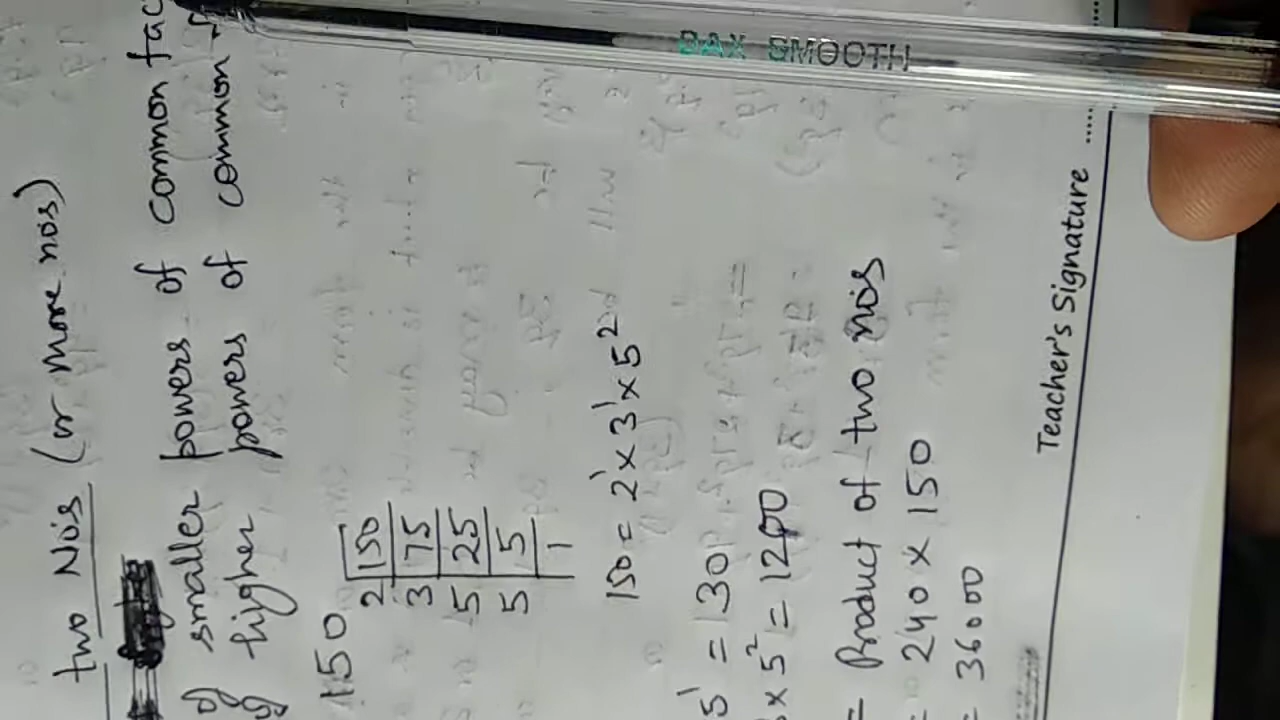 BAX SMOOTH
two Nos (or more nos)
of smaller powers of common fac
higher powers of common
150
2 150
3 75
5 25
5 5
1
150 = 2¹ x 3¹ x 5²
5¹ = 30
x 5² = 1200
= Product of two nos
= 240 x 150
= 36000
Teacher's Signature